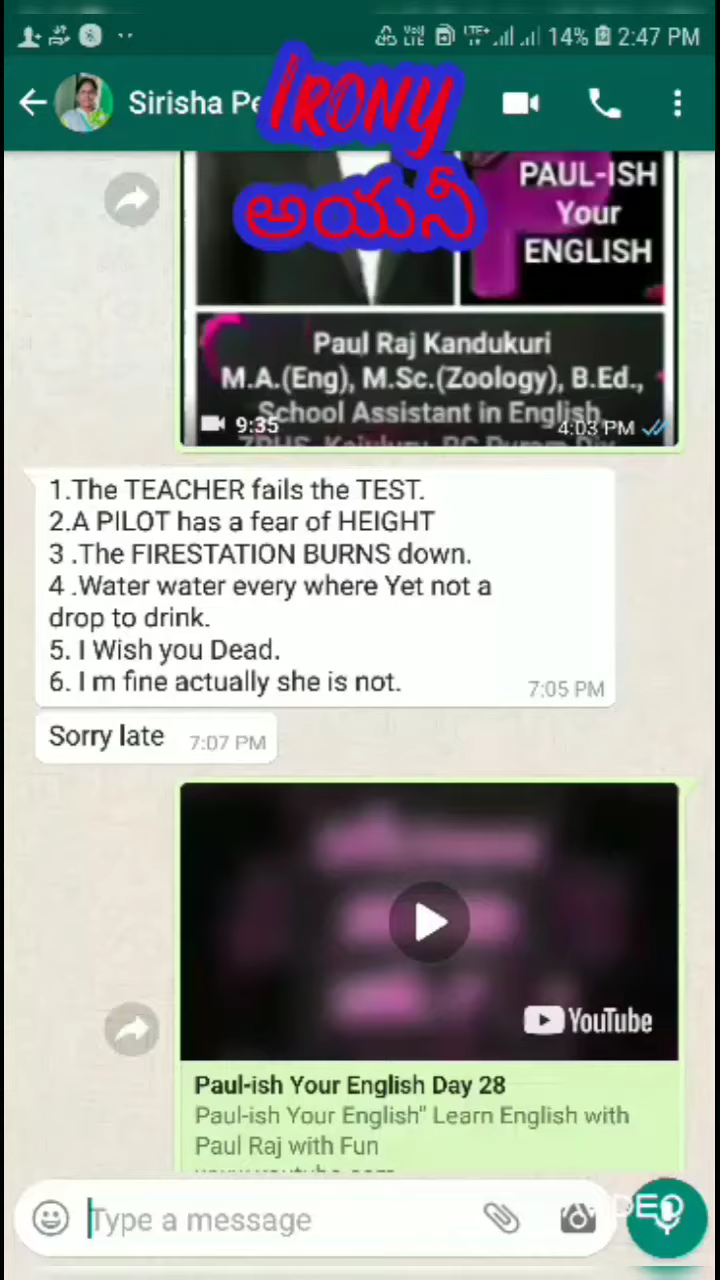 14% 2:47 PM
Sirisha Pe
IRONY
అయనీ
PAUL-ISH
Your
ENGLISH
Paul Raj Kandukuri
M.A.(Eng), M.Sc.(Zoology), B.Ed.,
School Assistant in English,
9:35
4:03 PM
1.The TEACHER fails the TEST.
2.A PILOT has a fear of HEIGHT
3 .The FIRESTATION BURNS down.
4 .Water water every where Yet not a
drop to drink.
5. I Wish you Dead.
6. I m fine actually she is not.
7:05 PM
Sorry late 7:07 PM
YouTube
Paul-ish Your English Day 28
Paul-ish Your English" Learn English with
Paul Raj with Fun
Type a message